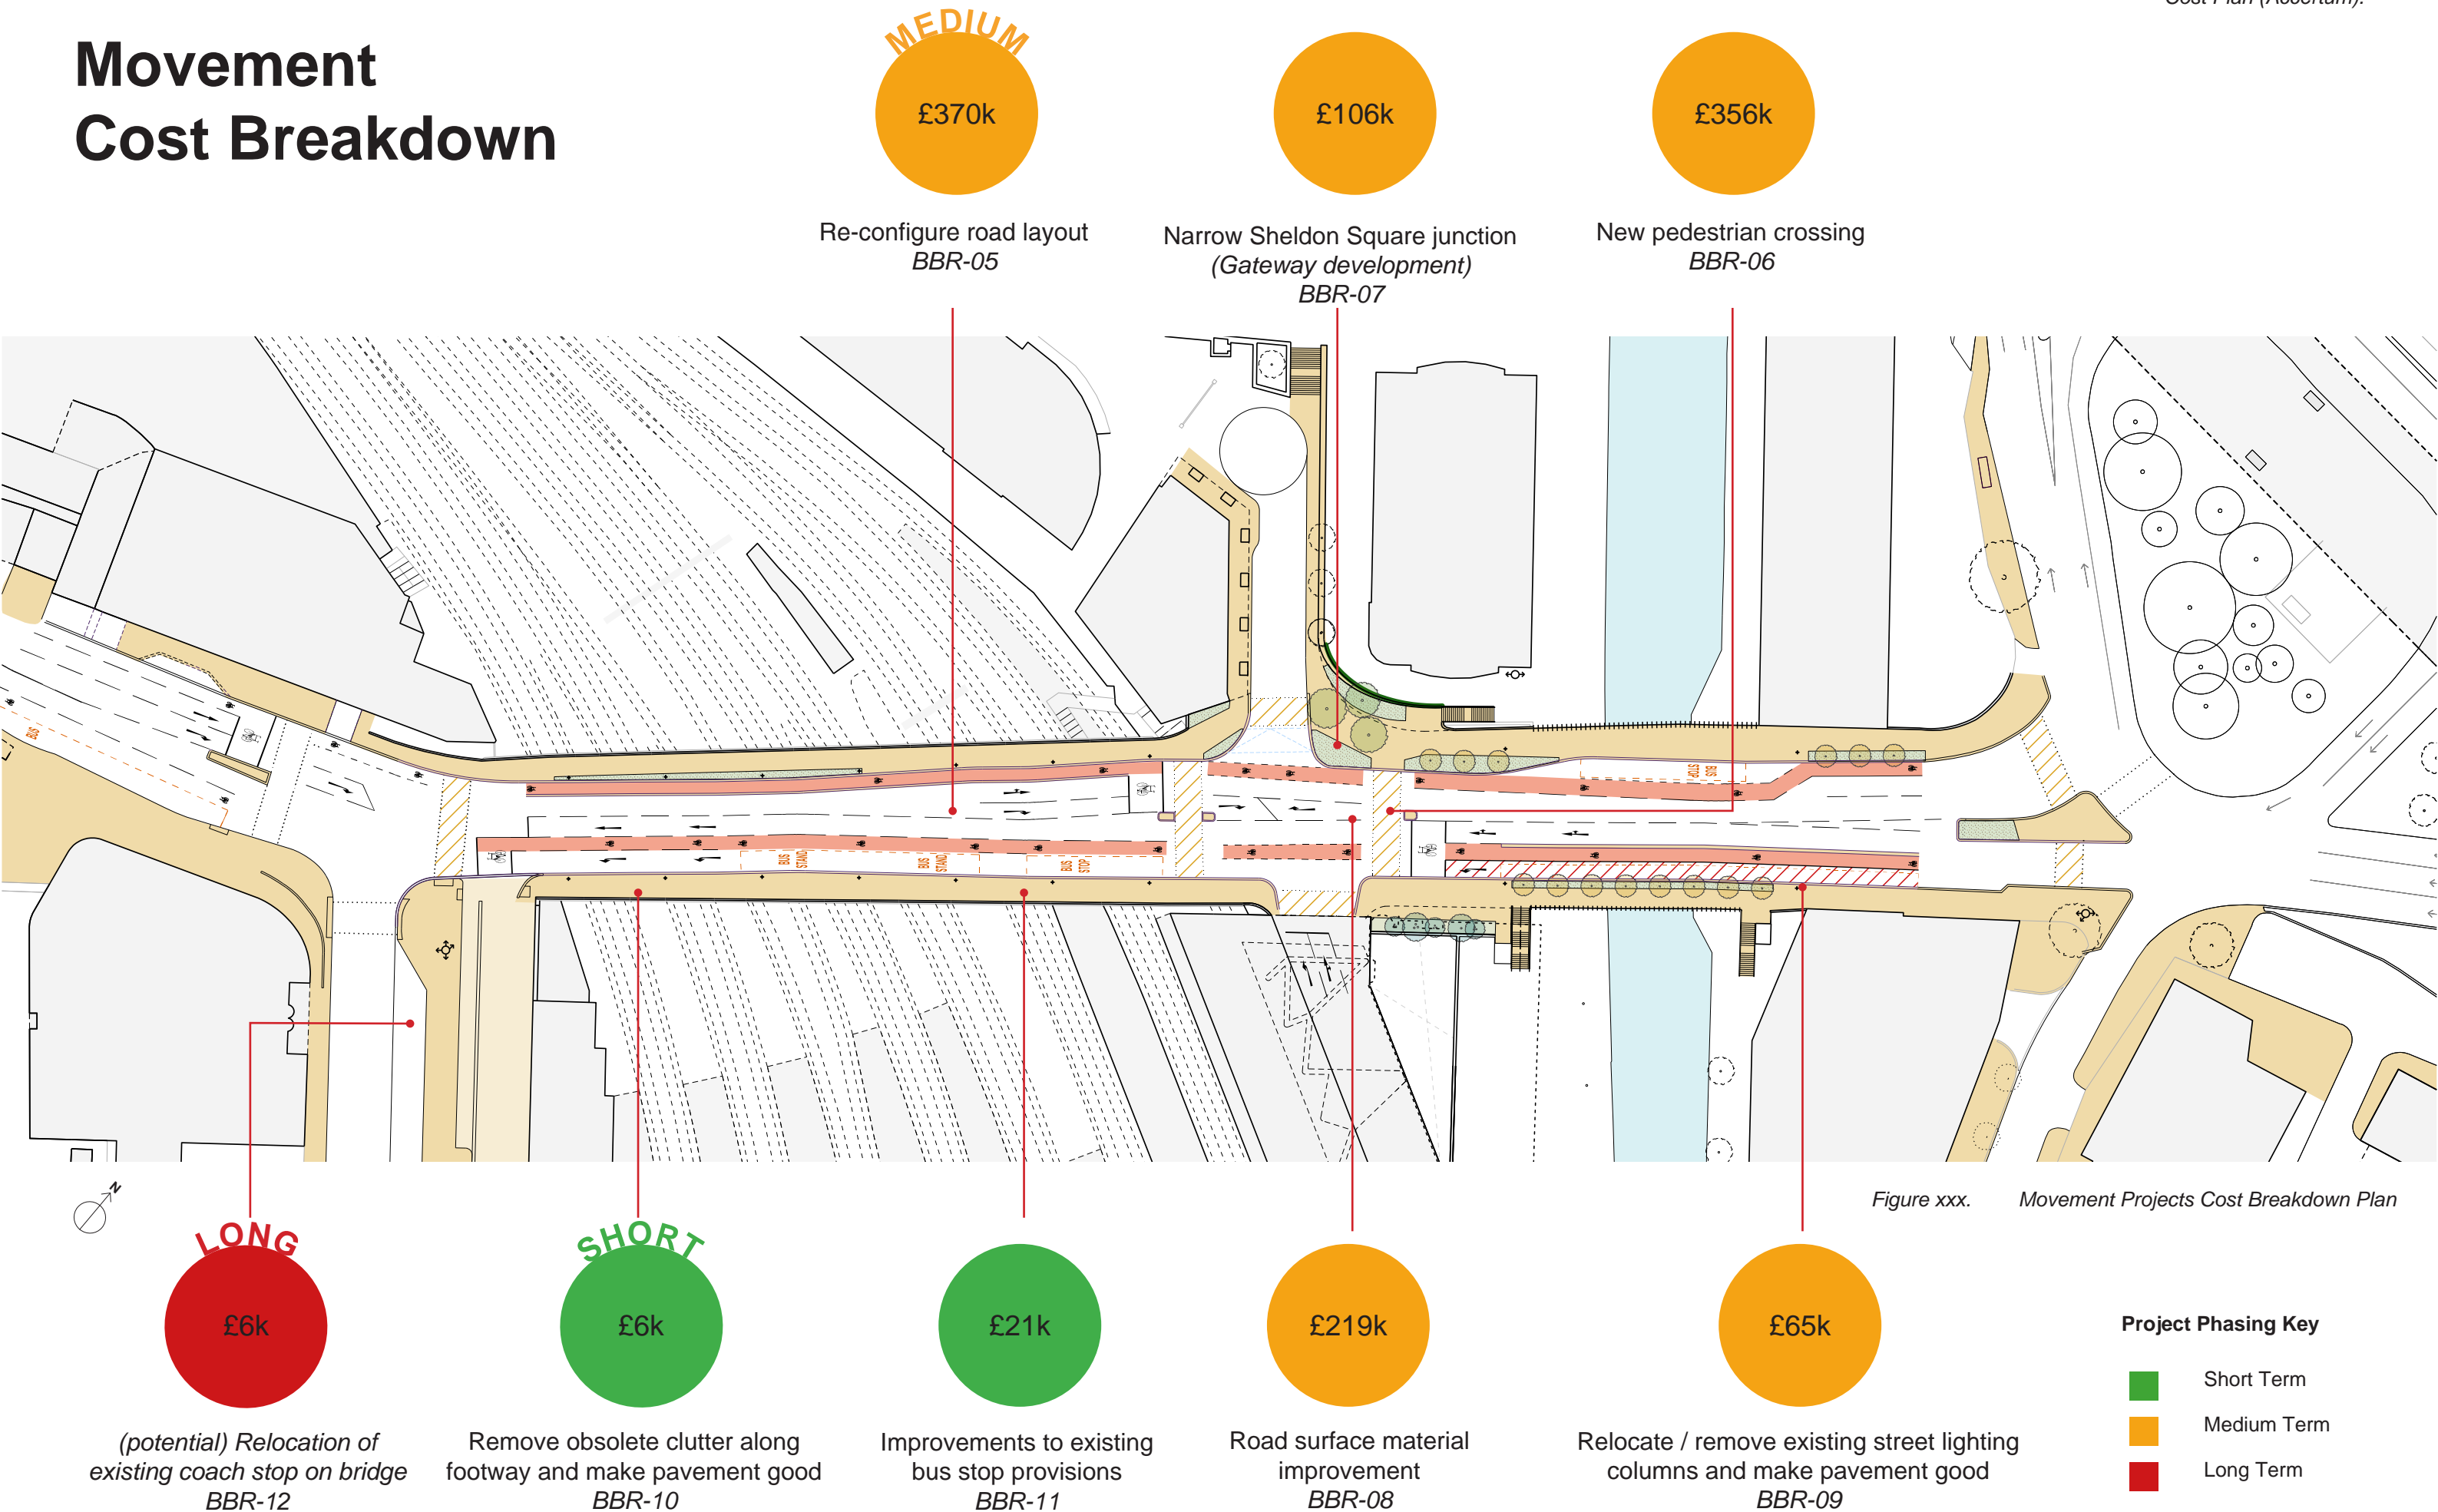 Cost Plan (Accertum).
Movement
Cost Breakdown
MEDIUM
£370k
£106k
£356k
Re-configure road layout
BBR-05
Narrow Sheldon Square junction
(Gateway development)
BBR-07
New pedestrian crossing
BBR-06
BUS
BUS
STOP
BUS
STAND
BUS
STAND
BUS
STOP
N
Figure xxx. Movement Projects Cost Breakdown Plan
LONG
SHORT
£6k
£6k
£21k
£219k
£65k
(potential) Relocation of
existing coach stop on bridge
BBR-12
Remove obsolete clutter along
footway and make pavement good
BBR-10
Improvements to existing
bus stop provisions
BBR-11
Road surface material
improvement
BBR-08
Relocate / remove existing street lighting
columns and make pavement good
BBR-09
Project Phasing Key
Short Term
Medium Term
Long Term